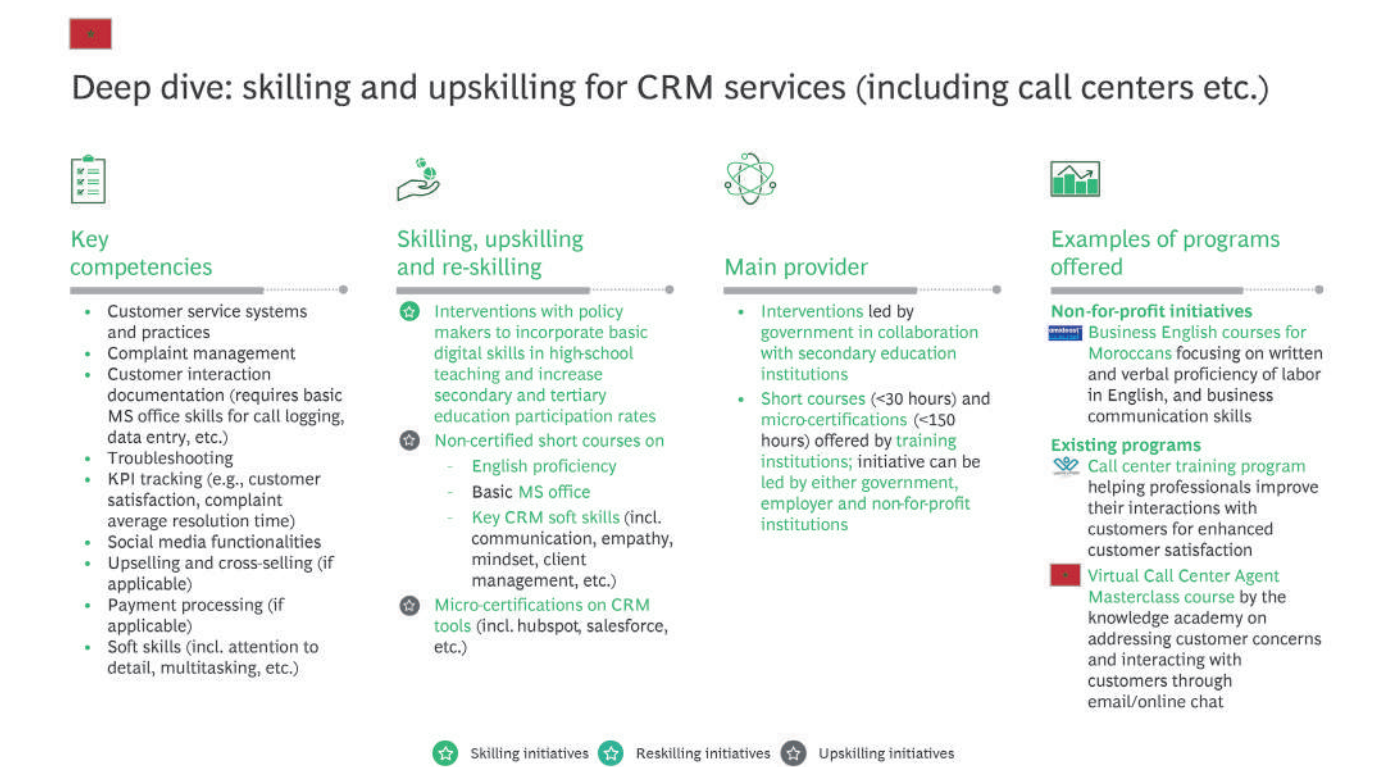 Deep dive: skilling and upskilling for CRM services (including call centers etc.)
Key
competencies
• Customer service systems
and practices
• Complaint management
• Customer interaction
documentation (requires basic
MS office skills for call logging,
data entry, etc.)
• Troubleshooting
• KPI tracking (e.g., customer
satisfaction, complaint
average resolution time)
• Social media functionalities
• Upselling and cross-selling (if
applicable)
• Payment processing (if
applicable)
• Soft skills (incl. attention to
detail, multitasking, etc.)
Skilling, upskilling
and re-skilling
Interventions with policy
makers to incorporate basic
digital skills in high-school
teaching and increase
secondary and tertiary
education participation rates
Non-certified short courses on
- English proficiency
- Basic MS office
- Key CRM soft skills (incl.
communication, empathy,
mindset, client
management, etc.)
Micro-certifications on CRM
tools (incl. hubspot, salesforce,
etc.)
Main provider
• Interventions led by
government in collaboration
with secondary education
institutions
• Short courses (<30 hours) and
micro-certifications (<150
hours) offered by training
institutions; initiative can be
led by either government,
employer and non-for-profit
institutions
Examples of programs
offered
Non-for-profit initiatives
Business English courses for
Moroccans focusing on written
and verbal proficiency of labor
in English, and business
communication skills
Existing programs
Call center training program
helping professionals improve
their interactions with
customers for enhanced
customer satisfaction
Virtual Call Center Agent
Masterclass course by the
knowledge academy on
addressing customer concerns
and interacting with
customers through
email/online chat
Skilling initiatives
Reskilling initiatives
Upskilling initiatives